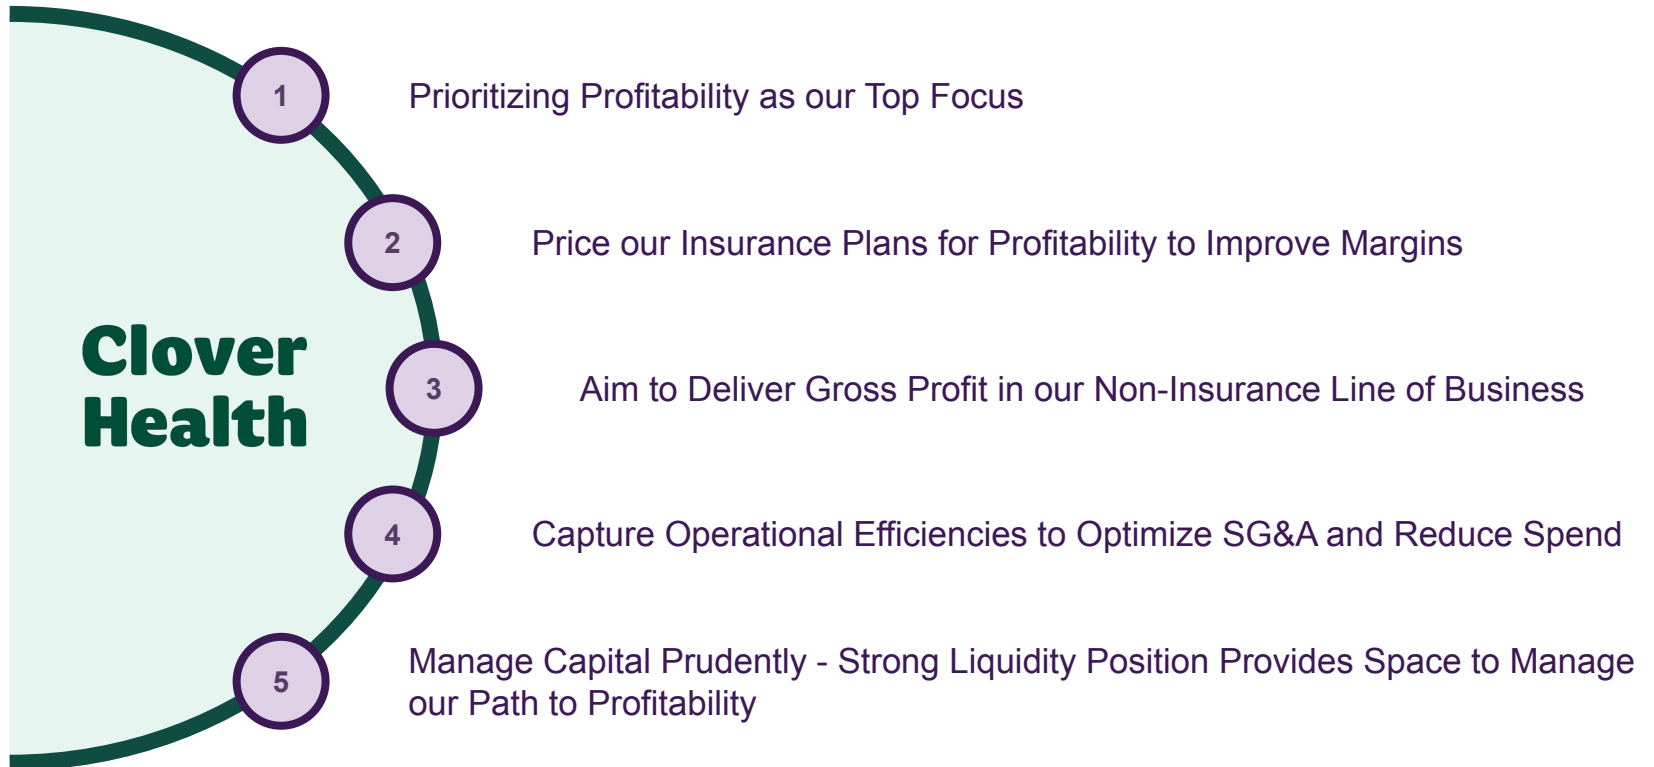 1
Prioritizing Profitability as our Top Focus
2
Price our Insurance Plans for Profitability to Improve Margins
Clover
Health
3
Aim to Deliver Gross Profit in our Non-Insurance Line of Business
4
Capture Operational Efficiencies to Optimize SG&A and Reduce Spend
5
Manage Capital Prudently - Strong Liquidity Position Provides Space to Manage
our Path to Profitability